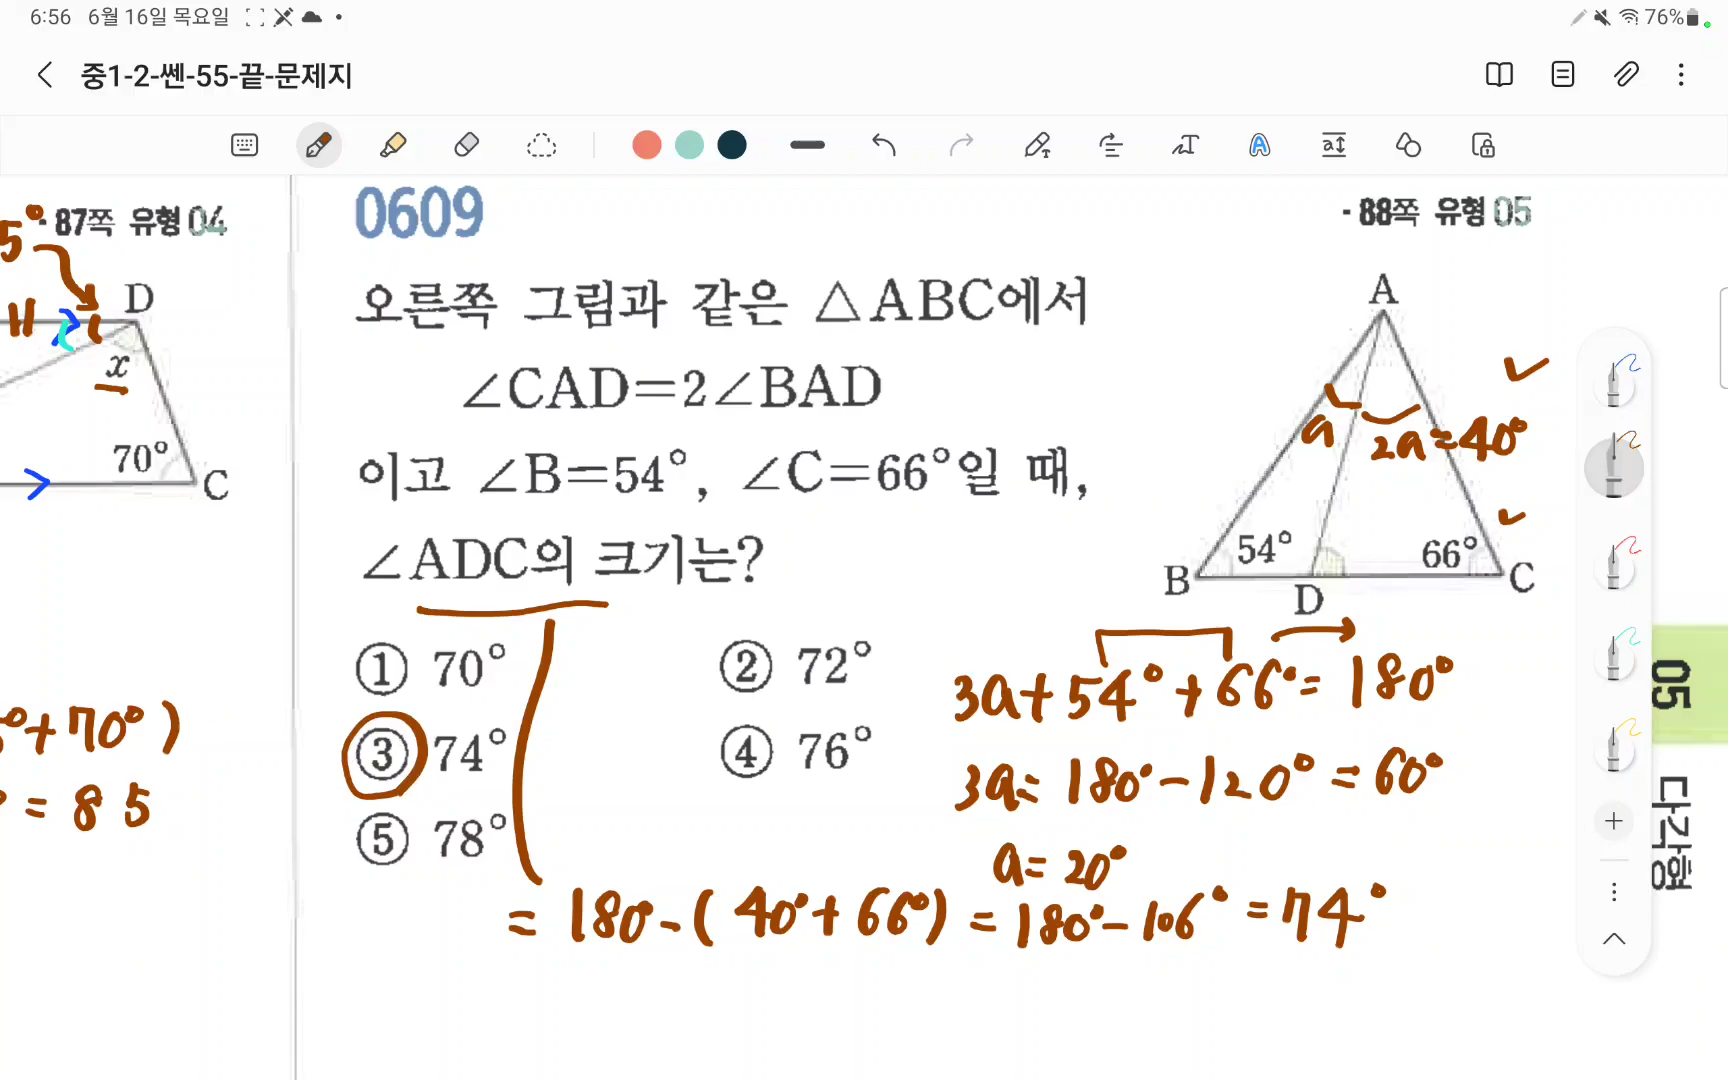 6:56 6월 16일 목요일
76%
중1-2-쎈-55-끝-문제지
5° - 87쪽 유형 04
D
x
70°
C
+70°)
= 85
0609
- 88쪽 유형 05
오른쪽 그림과 같은 △ABC에서
∠CAD=2∠BAD
이고 ∠B=54°, ∠C=66°일 때,
∠ADC의 크기는?
① 70° ② 72°
③ 74° ④ 76°
⑤ 78°
A
a 2a=40°
54° 66°
B D C
3a+54°+66°=180°
3a=180°-120°=60°
a=20°
=180°-(40°+66°)=180°-106°=74°
05
다각형